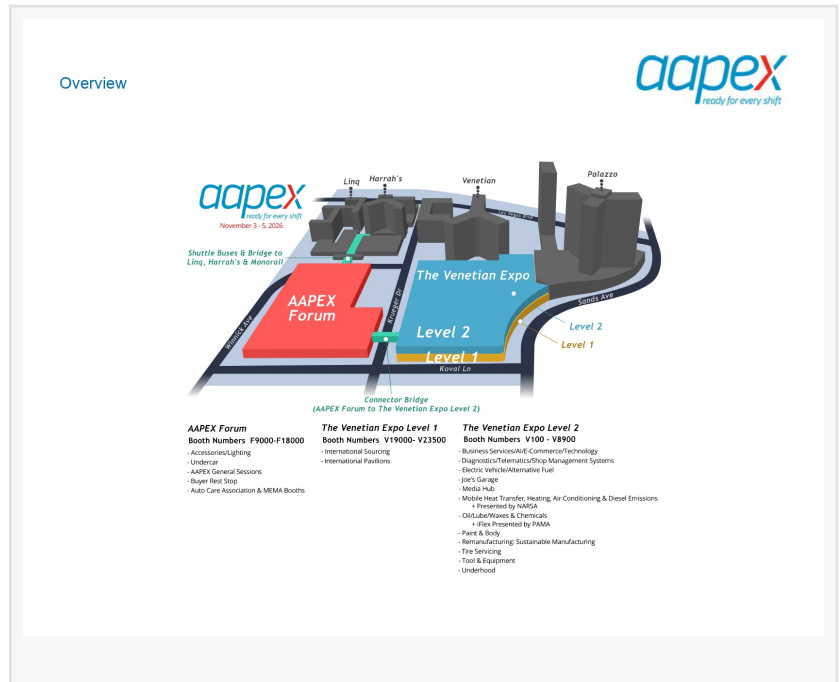 Overview
aapex
ready for every shift
aapex
ready for every shift
November 3 - 5, 2026
Linq
Harrah's
Venetian
Palazzo
Las Vegas Blvd
Shuttle Buses & Bridge to
Linq, Harrah's & Monorail
The Venetian Expo
AAPEX
Forum
Kroeger Dr
Winnick Ave
Sands Ave
Level 2
Level 2
Level 1
Level 1
Koval Ln
Connector Bridge
(AAPEX Forum to The Venetian Expo Level 2)
AAPEX Forum
Booth Numbers F9000-F18000
- Accessories/Lighting
- Undercar
- AAPEX General Sessions
- Buyer Rest Stop
- Auto Care Association & MEMA Booths
The Venetian Expo Level 1
Booth Numbers V19000- V23500
- International Sourcing
- International Pavilions
The Venetian Expo Level 2
Booth Numbers V100 - V8900
- Business Services/AI/E-Commerce/Technology
- Diagnostics/Telematics/Shop Management Systems
- Electric Vehicle/Alternative Fuel
- Joe's Garage
- Media Hub
- Mobile Heat Transfer, Heating, Air Conditioning & Diesel Emissions
+ Presented by NARSA
- Oil/Lube/Waxes & Chemicals
+ iFlex Presented by PAMA
- Paint & Body
- Remanufacturing: Sustainable Manufacturing
- Tire Servicing
- Tool & Equipment
- Underhood